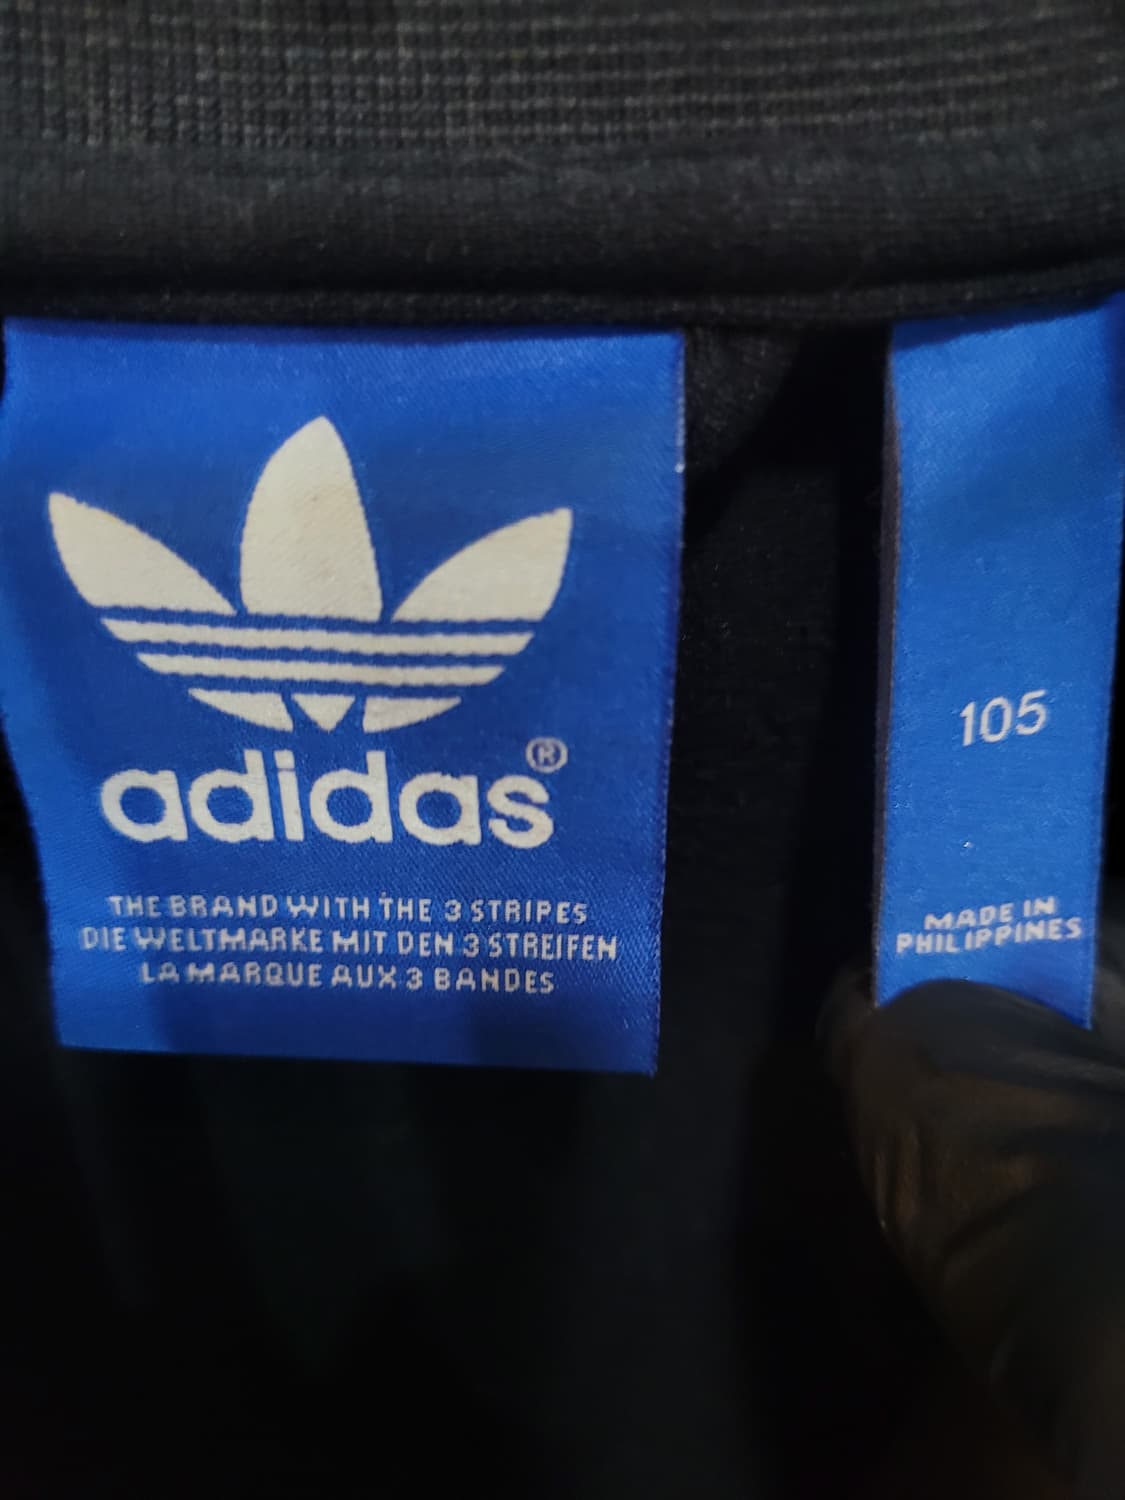 adidas®
THE BRAND WITH THE 3 STRIPES
DIE WELTMARKE MIT DEN 3 STREIFEN
LA MARQUE AUX 3 BANDES
105
MADE IN
PHILIPPINES